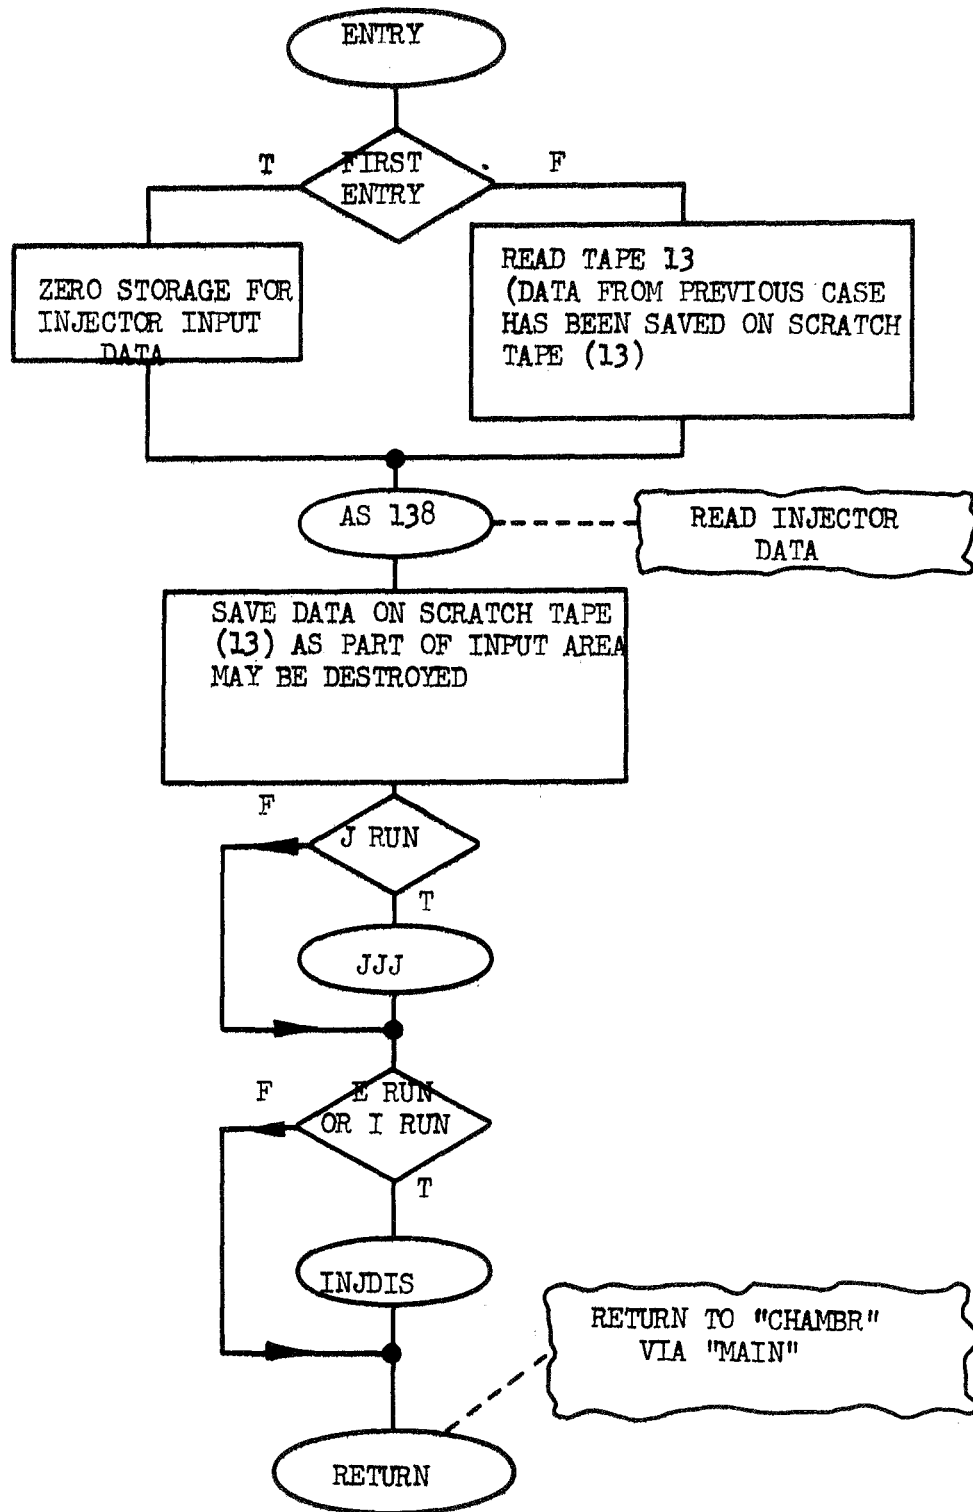 ENTRY
T
FIRST
ENTRY
F
ZERO STORAGE FOR
INJECTOR INPUT
DATA
READ TAPE 13
(DATA FROM PREVIOUS CASE
HAS BEEN SAVED ON SCRATCH
TAPE (13)
AS 138
READ INJECTOR
DATA
SAVE DATA ON SCRATCH TAPE
(13) AS PART OF INPUT AREA
MAY BE DESTROYED
F
J RUN
T
JJJ
F
E RUN
OR I RUN
T
INJDIS
RETURN TO "CHAMBR"
VIA "MAIN"
RETURN